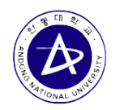 안동대학교
ANDONG NATIONAL UNIVERSITY